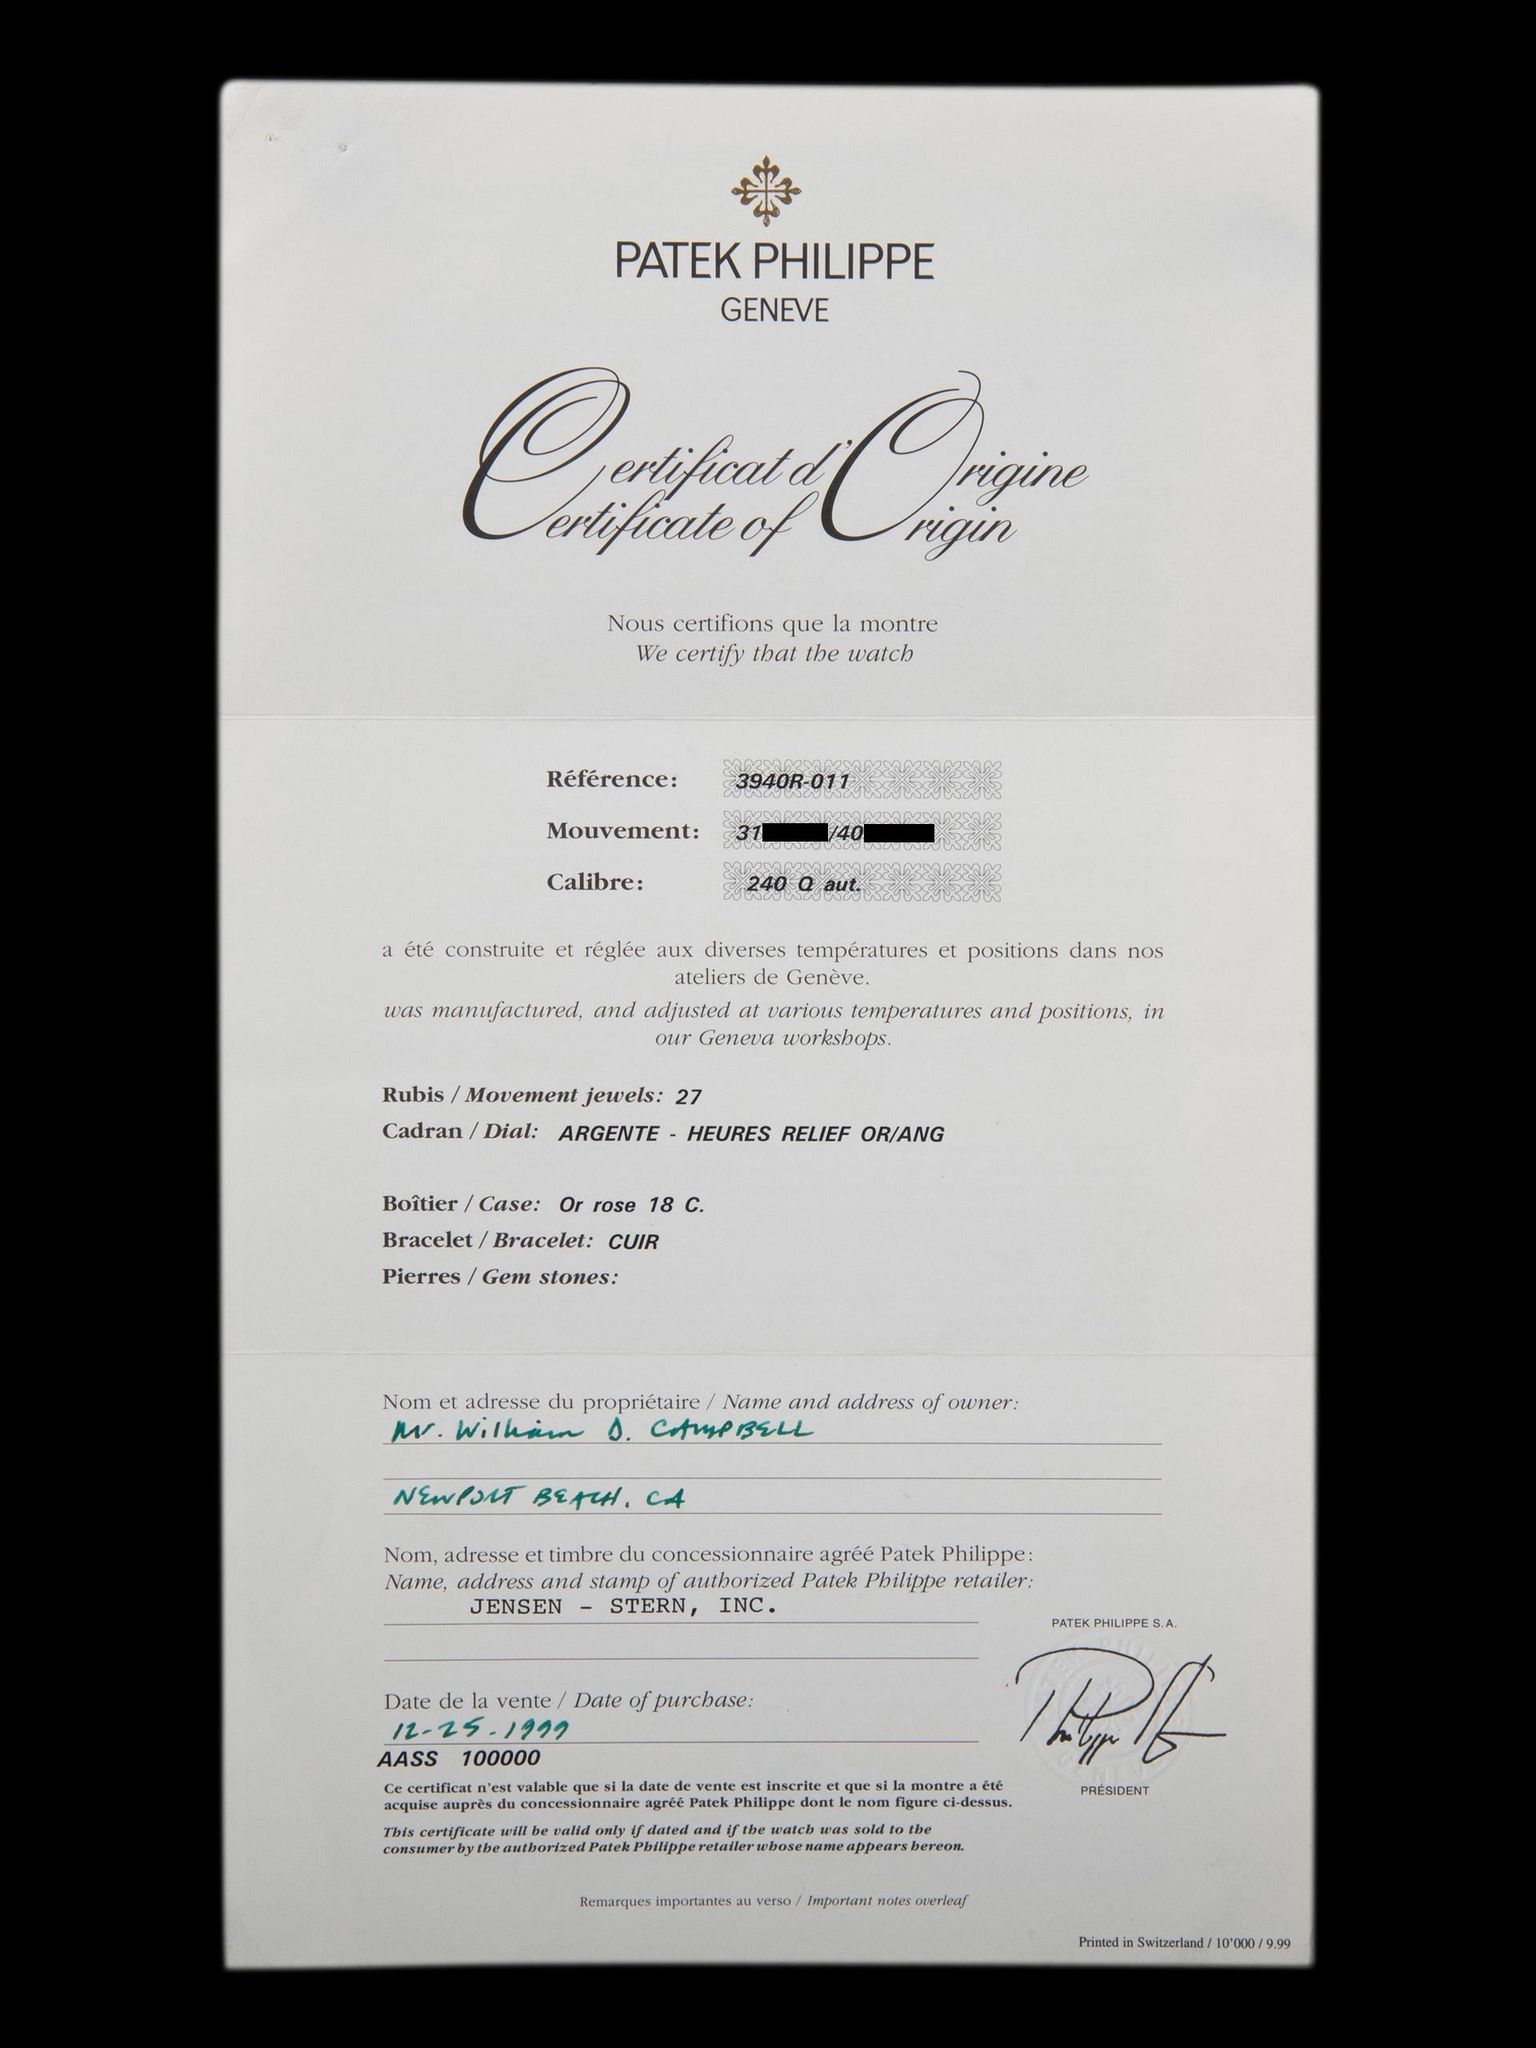 PATEK PHILIPPE
GENEVE
Certificat d'Origine
Certificate of Origin
Nous certifions que la montre
We certify that the watch
Référence: 3940R-011
Mouvement: 31 /40
Calibre: 240 Q aut.
a été construite et réglée aux diverses températures et positions dans nos
ateliers de Genève.
was manufactured, and adjusted at various temperatures and positions, in
our Geneva workshops.
Rubis / Movement jewels: 27
Cadran / Dial: ARGENTE - HEURES RELIEF OR/ANG
Boîtier / Case: Or rose 18 C.
Bracelet / Bracelet: CUIR
Pierres / Gem stones:
Nom et adresse du propriétaire / Name and address of owner:
Mr. William D. CAMPBELL
NEWPORT BEACH, CA
Nom, adresse et timbre du concessionnaire agréé Patek Philippe:
Name, address and stamp of authorized Patek Philippe retailer:
JENSEN - STERN, INC.
PATEK PHILIPPE S.A.
Date de la vente / Date of purchase:
12-25-1999
AASS 100000
PRÉSIDENT
Ce certificat n'est valable que si la date de vente est inscrite et que si la montre a été
acquise auprès du concessionnaire agréé Patek Philippe dont le nom figure ci-dessus.
This certificate will be valid only if dated and if the watch was sold to the
consumer by the authorized Patek Philippe retailer whose name appears hereon.
Remarques importantes au verso / Important notes overleaf
Printed in Switzerland / 10'000 / 9.99